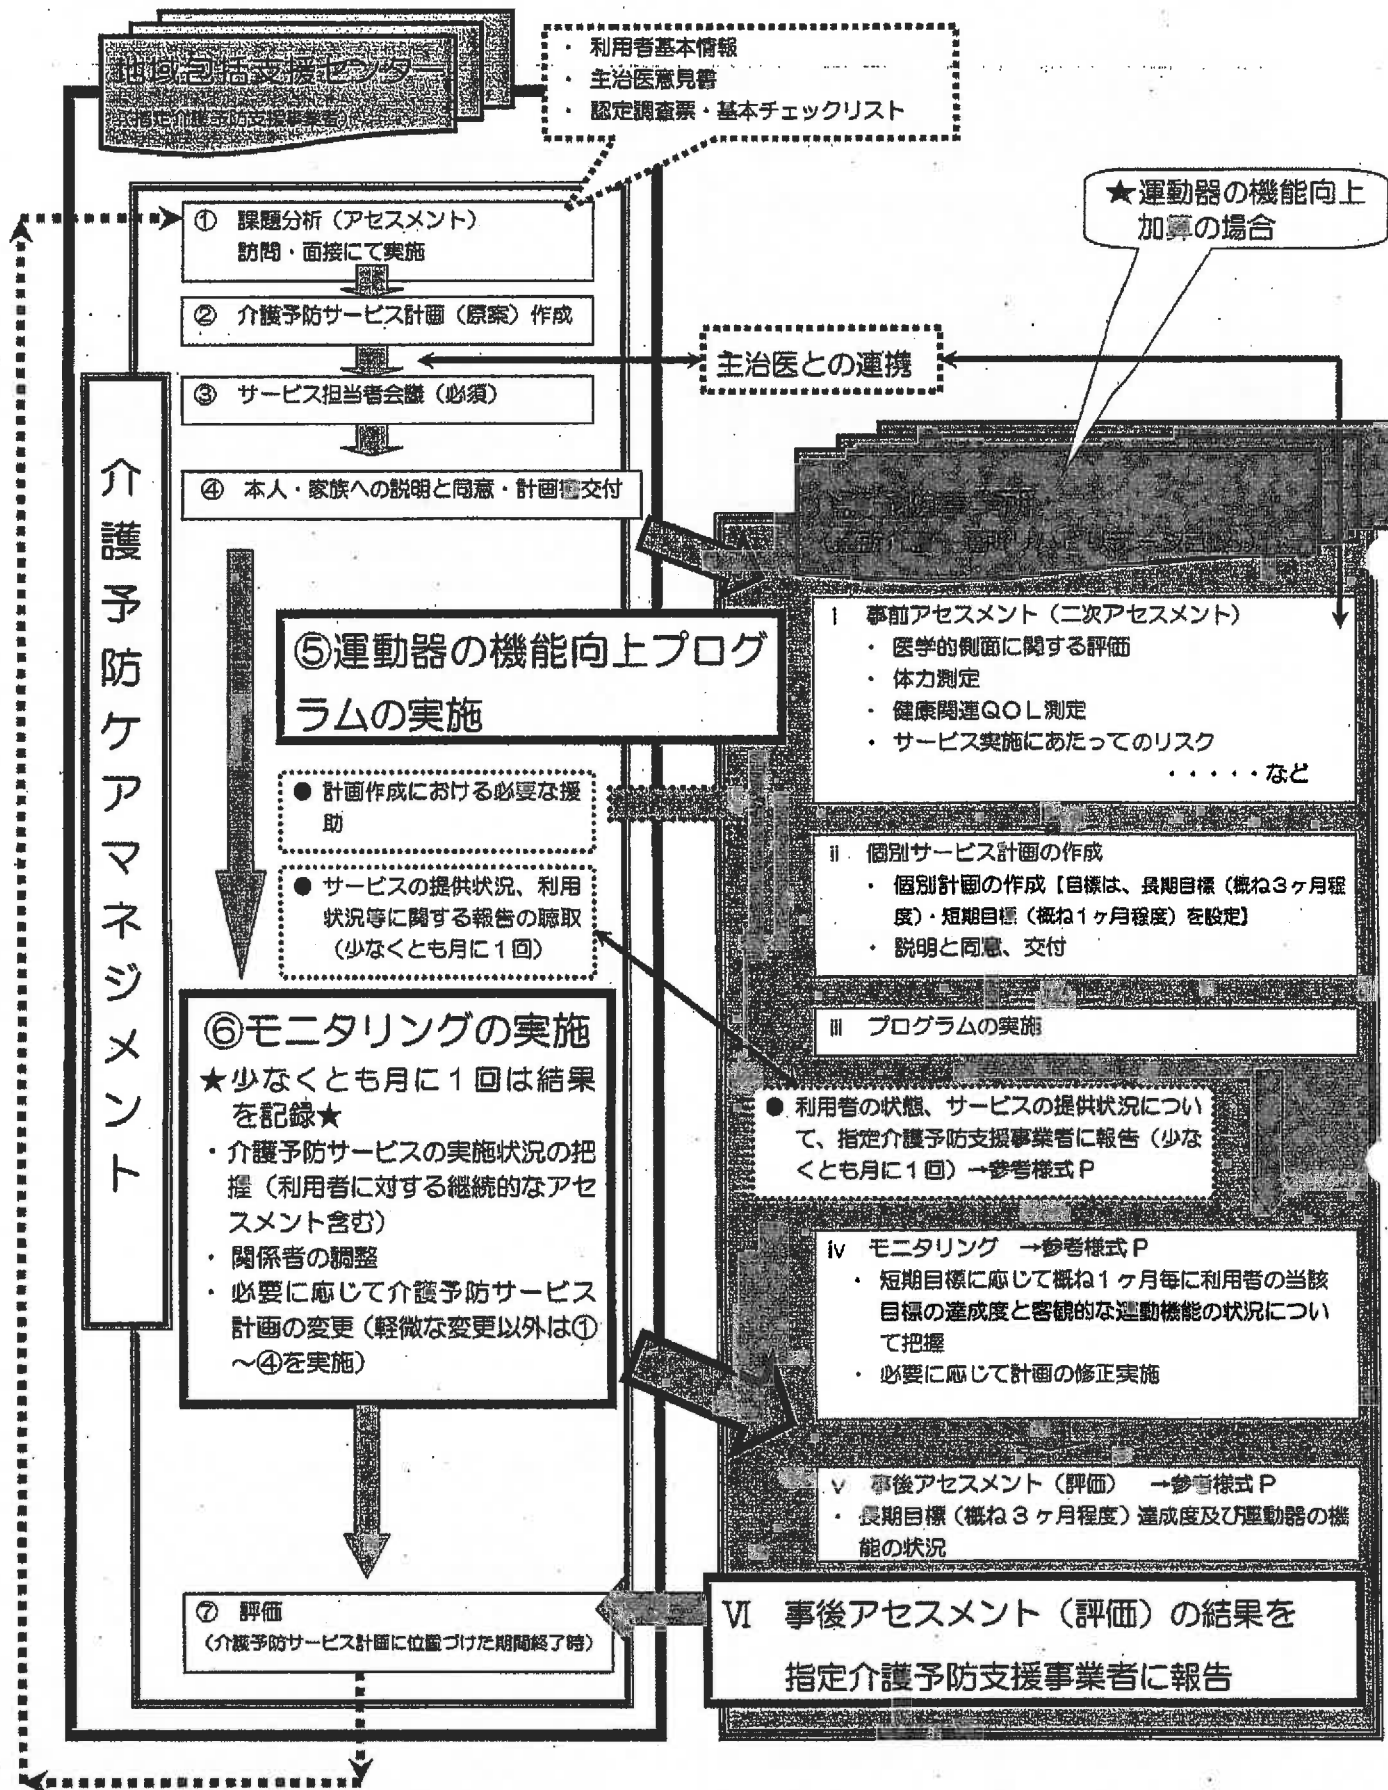 地域包括支援センター
（指定介護予防支援事業者）
・ 利用者基本情報
・ 主治医意見書
・ 認定調査票・基本チェックリスト
★運動器の機能向上
加算の場合
① 課題分析（アセスメント）
訪問・面接にて実施
② 介護予防サービス計画（原案）作成
主治医との連携
③ サービス担当者会議（必須）
④ 本人・家族への説明と同意・計画書交付
介護予防ケアマネジメント
⑤運動器の機能向上プログ
ラムの実施
● 計画作成における必要な援
助
● サービスの提供状況、利用
状況等に関する報告の聴取
（少なくとも月に1回）
⑥モニタリングの実施
★少なくとも月に1回は結果
を記録★
・介護予防サービスの実施状況の把
握（利用者に対する継続的なアセ
スメント含む）
・ 関係者の調整
・ 必要に応じて介護予防サービス
計画の変更（軽微な変更以外は①
～④を実施）
⑦ 評価
（介護予防サービス計画に位置づけた期間終了時）
i 事前アセスメント（二次アセスメント）
・ 医学的側面に関する評価
・ 体力測定
・ 健康関連QOL測定
・ サービス実施にあたってのリスク
・・・・・など
ii 個別サービス計画の作成
・ 個別計画の作成【目標は、長期目標（概ね3ヶ月程
度）・短期目標（概ね1ヶ月程度）を設定】
・ 説明と同意、交付
iii プログラムの実施
● 利用者の状態、サービスの提供状況につい
て、指定介護予防支援事業者に報告（少な
くとも月に1回）→参考様式P
iv モニタリング →参考様式P
・ 短期目標に応じて概ね1ヶ月毎に利用者の当該
目標の達成度と客観的な運動機能の状況につい
て把握
・ 必要に応じて計画の修正実施
v 事後アセスメント（評価） →参考様式P
・ 長期目標（概ね3ヶ月程度）達成度及び運動器の機
能の状況
Ⅵ 事後アセスメント（評価）の結果を
指定介護予防支援事業者に報告